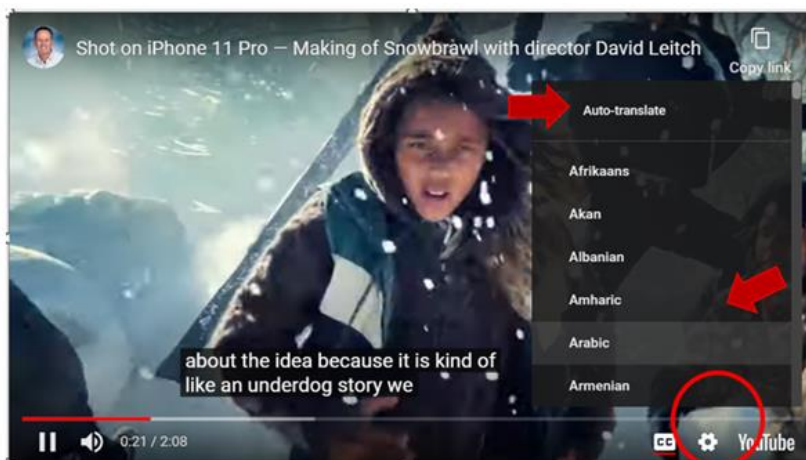 Shot on iPhone 11 Pro — Making of Snowbrawl with director David Leitch
Copy link
Auto-translate
Afrikaans
Akan
Albanian
Amharic
Arabic
Armenian
about the idea because it is kind of
like an underdog story we
0:21 / 2:08
CC
YouTube